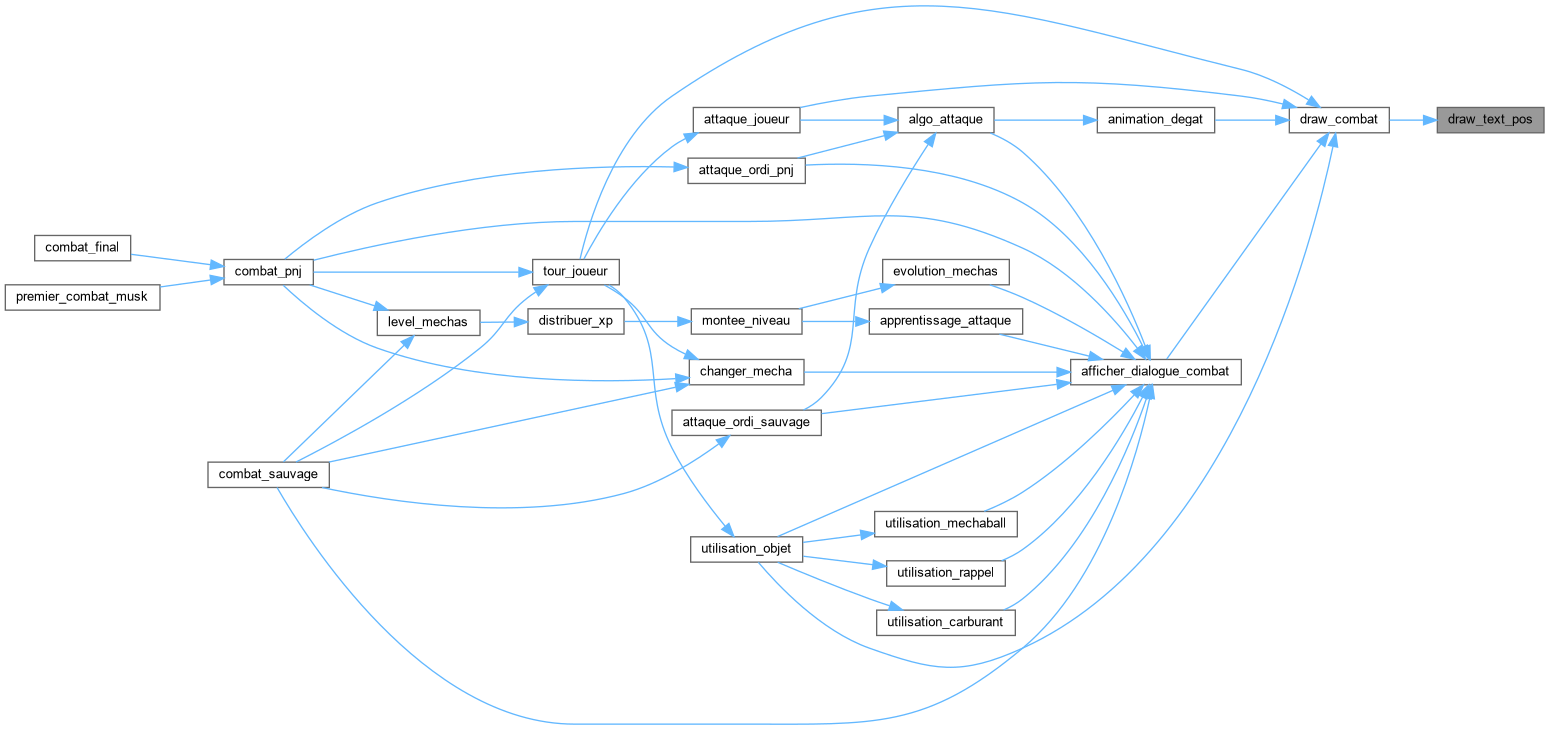 attaque_joueur
algo_attaque
animation_degat
draw_combat
draw_text_pos
attaque_ordi_pnj
combat_final
combat_pnj
tour_joueur
evolution_mechas
premier_combat_musk
level_mechas
distribuer_xp
montee_niveau
apprentissage_attaque
changer_mecha
afficher_dialogue_combat
attaque_ordi_sauvage
combat_sauvage
utilisation_mechaball
utilisation_objet
utilisation_rappel
utilisation_carburant